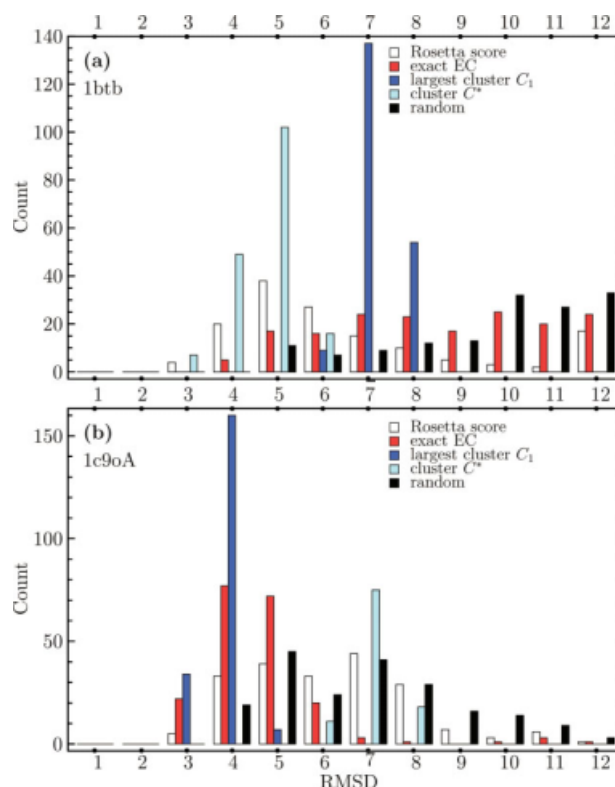 1 2 3 4 5 6 7 8 9 10 11 12
140
120
100
80
60
40
20
0
Count
(a)
1btb
Rosetta score
exact EC
largest cluster C₁
cluster C*
random
1 2 3 4 5 6 7 8 9 10 11 12
150
100
50
0
Count
(b)
1c9oA
Rosetta score
exact EC
largest cluster C₁
cluster C*
random
1 2 3 4 5 6 7 8 9 10 11 12
RMSD